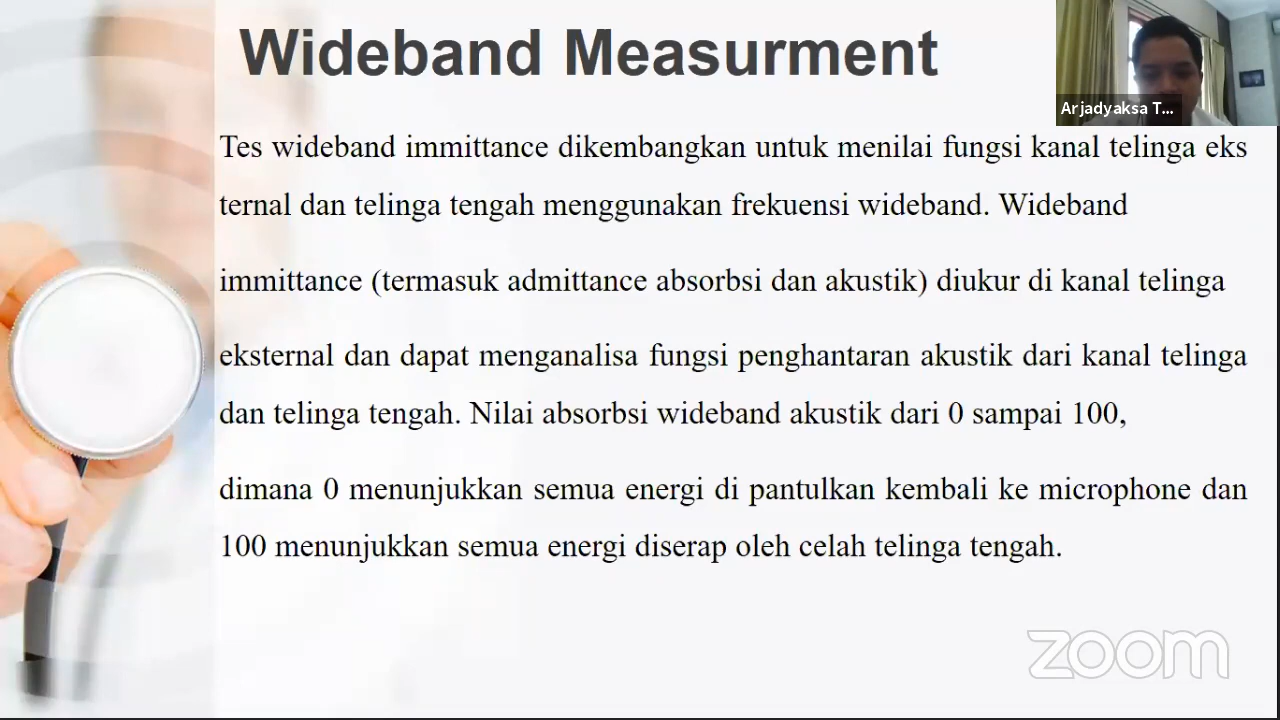 Wideband Measurment
Arjadyaksa T...
Tes wideband immittance dikembangkan untuk menilai fungsi kanal telinga eks
ternal dan telinga tengah menggunakan frekuensi wideband. Wideband
immittance (termasuk admittance absorbsi dan akustik) diukur di kanal telinga
eksternal dan dapat menganalisa fungsi penghantaran akustik dari kanal telinga
dan telinga tengah. Nilai absorbsi wideband akustik dari 0 sampai 100,
dimana 0 menunjukkan semua energi di pantulkan kembali ke microphone dan
100 menunjukkan semua energi diserap oleh celah telinga tengah.
zoom